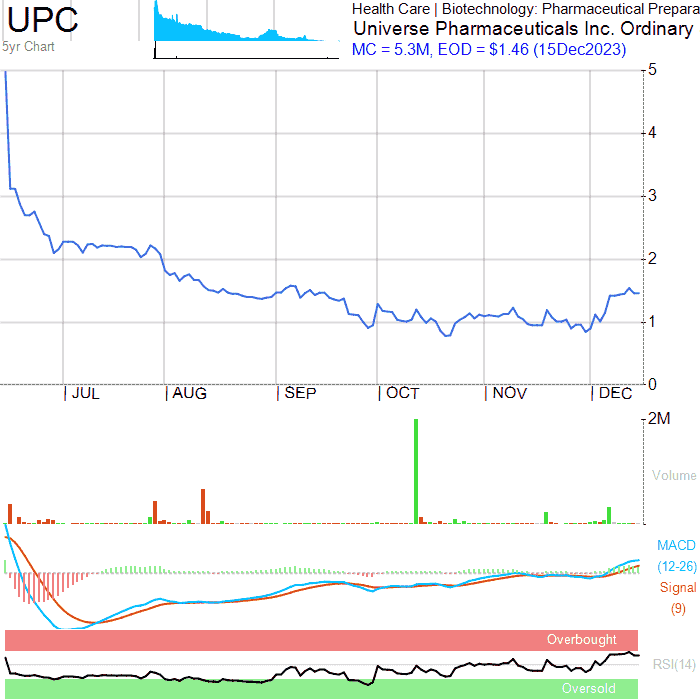 UPC
5yr Chart
Health Care | Biotechnology: Pharmaceutical Prepara
Universe Pharmaceuticals Inc. Ordinary
MC = 5.3M, EOD = $1.46 (15Dec2023)
5
4
3
2
1
0
JUL AUG SEP OCT NOV DEC
2M
Volume
MACD
(12-26)
Signal
(9)
Overbought
RSI(14)
Oversold